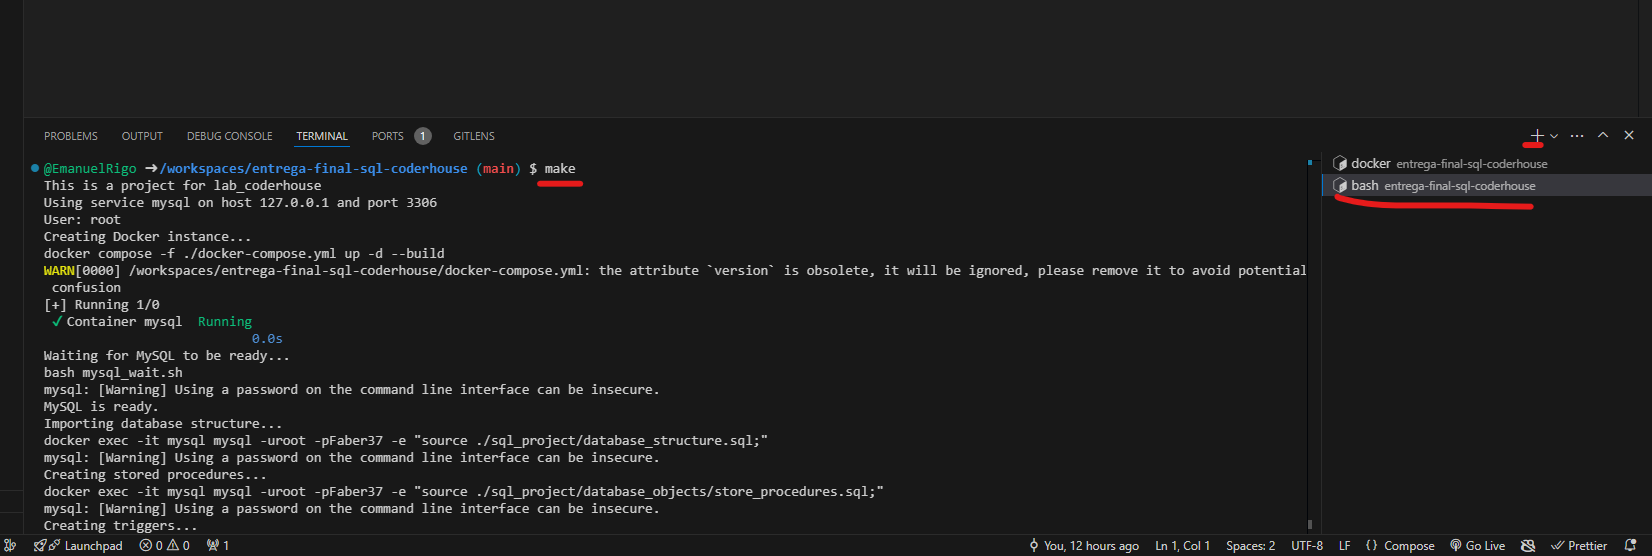 PROBLEMS OUTPUT DEBUG CONSOLE TERMINAL PORTS 1 GITLENS
@EmanuelRigo ➜ /workspaces/entrega-final-sql-coderhouse (main) $ make
This is a project for lab_coderhouse
Using service mysql on host 127.0.0.1 and port 3306
User: root
Creating Docker instance...
docker compose -f ./docker-compose.yml up -d --build
WARN[0000] /workspaces/entrega-final-sql-coderhouse/docker-compose.yml: the attribute `version` is obsolete, it will be ignored, please remove it to avoid potential
confusion
[+] Running 1/0
✓ Container mysql Running
0.0s
Waiting for MySQL to be ready...
bash mysql_wait.sh
mysql: [Warning] Using a password on the command line interface can be insecure.
MySQL is ready.
Importing database structure...
docker exec -it mysql mysql -uroot -pFaber37 -e "source ./sql_project/database_structure.sql;"
mysql: [Warning] Using a password on the command line interface can be insecure.
Creating stored procedures...
docker exec -it mysql mysql -uroot -pFaber37 -e "source ./sql_project/database_objects/store_procedures.sql;"
mysql: [Warning] Using a password on the command line interface can be insecure.
Creating triggers...
docker entrega-final-sql-coderhouse
bash entrega-final-sql-coderhouse
Launchpad 0 0 1 You, 12 hours ago Ln 1, Col 1 Spaces: 2 UTF-8 LF {} Compose Go Live Prettier